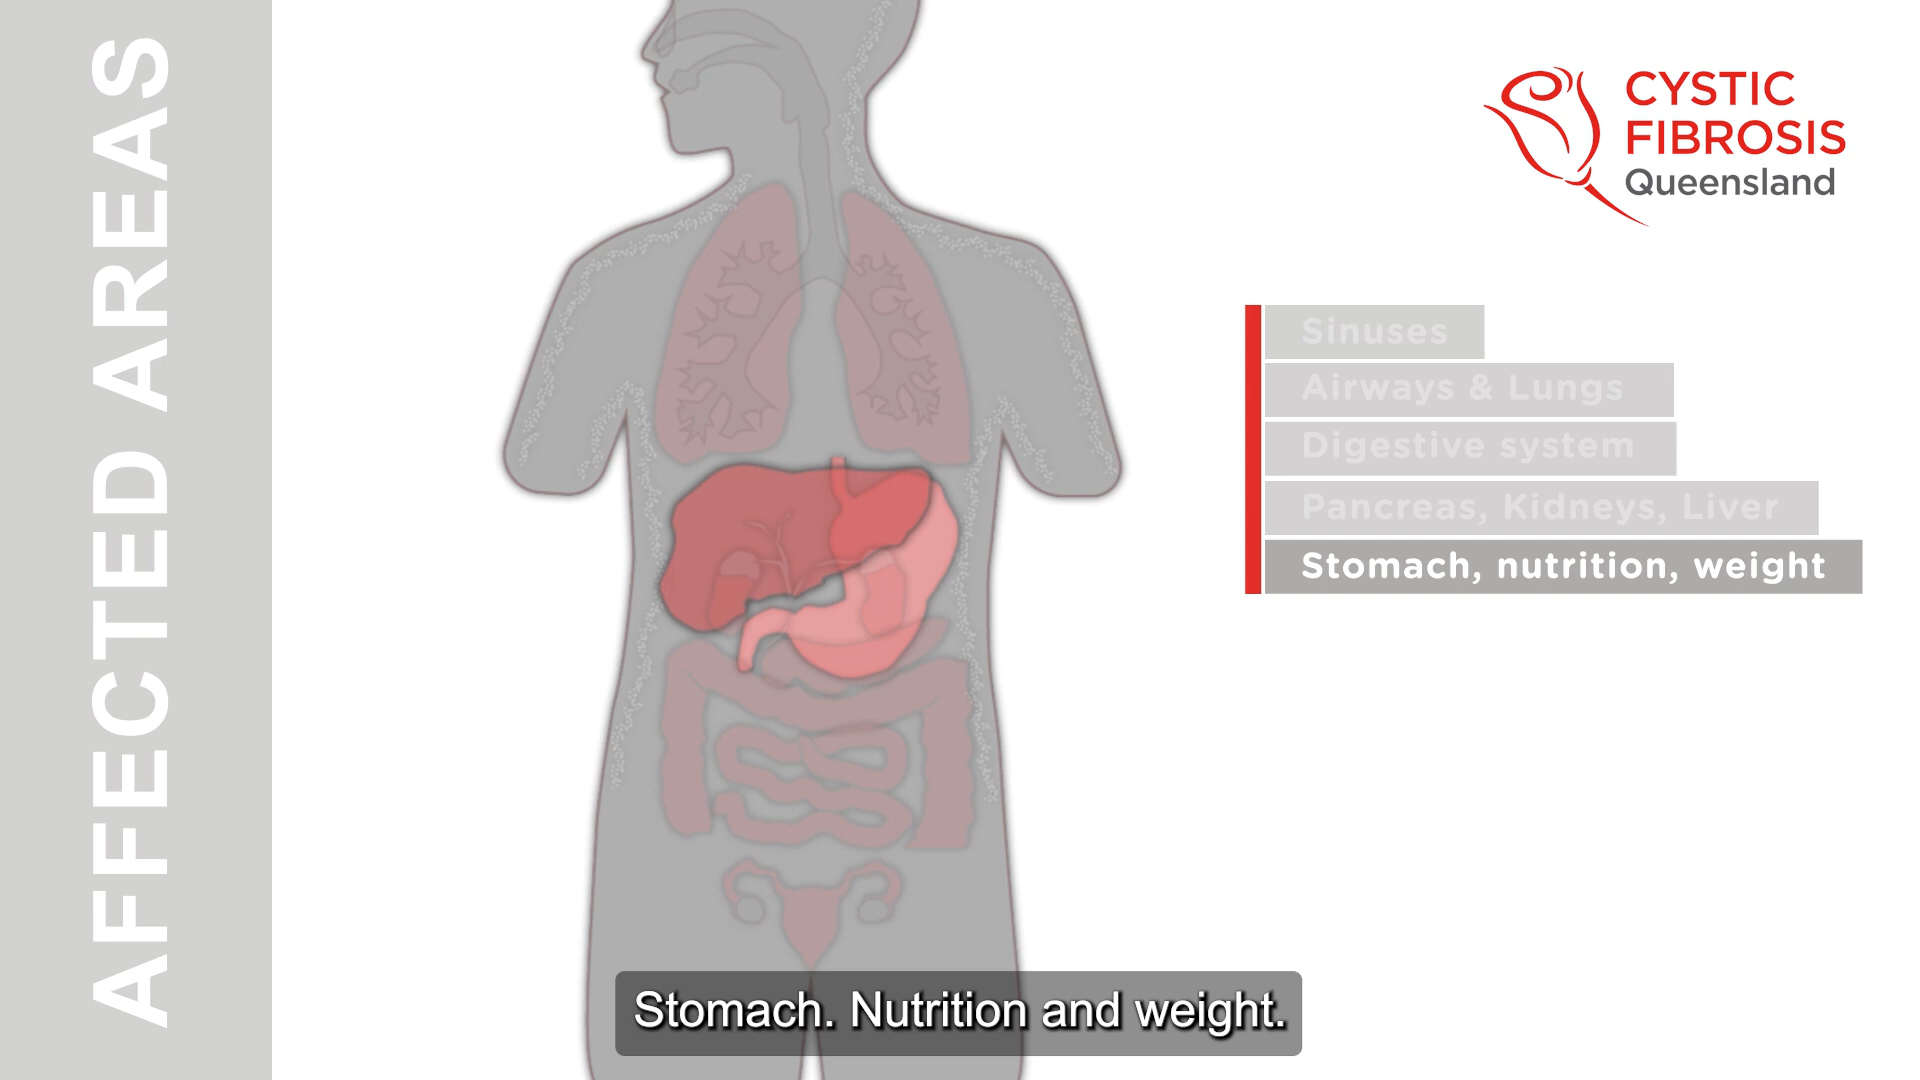 AFFECTED AREAS
CYSTIC
FIBROSIS
Queensland
Sinuses
Airways & Lungs
Digestive system
Pancreas, Kidneys, Liver
Stomach, nutrition, weight
Stomach. Nutrition and weight.